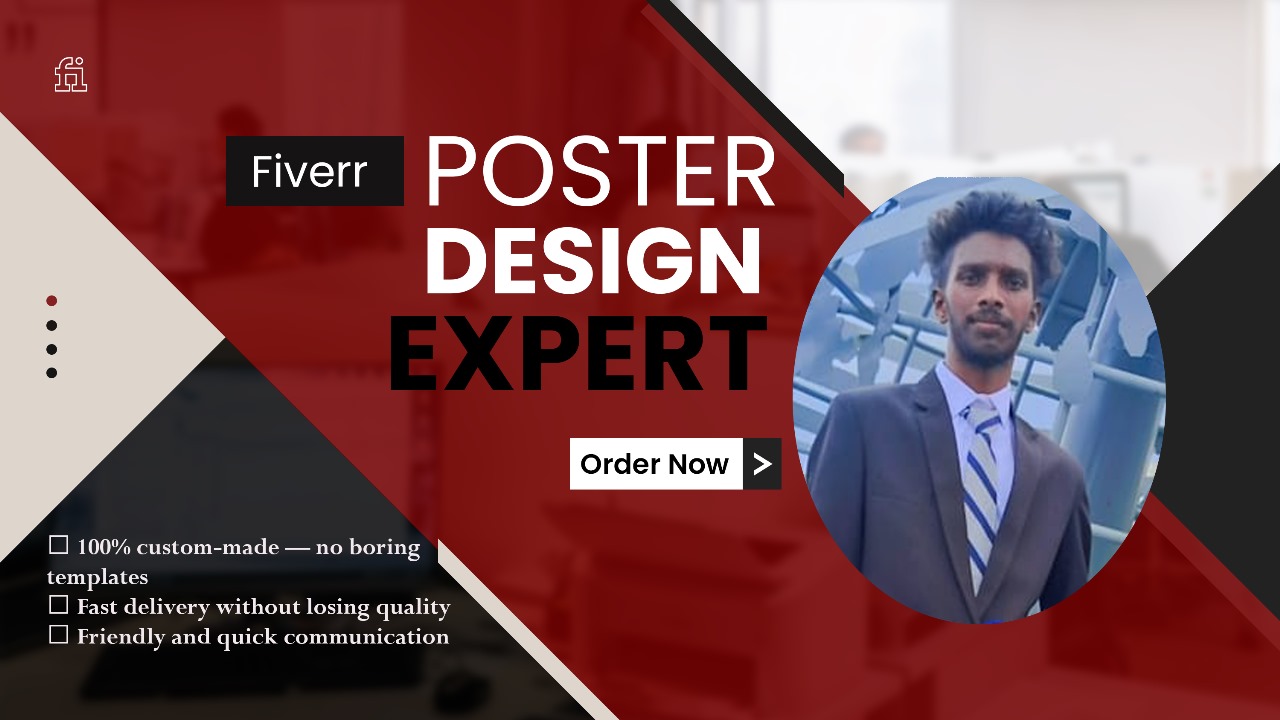 fi
Fiverr POSTER
DESIGN
EXPERT
Order Now >
☐ 100% custom-made — no boring
templates
☐ Fast delivery without losing quality
☐ Friendly and quick communication